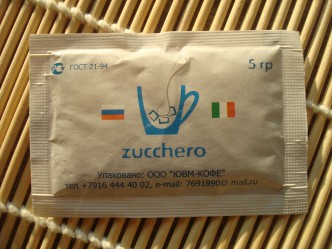 ГОСТ 21-94
5 гр
zucchero
Упаковано: ООО "ЮВМ-КОФЕ"
тел +7916 444 40 02, e-mail: 7691890@mail.ru